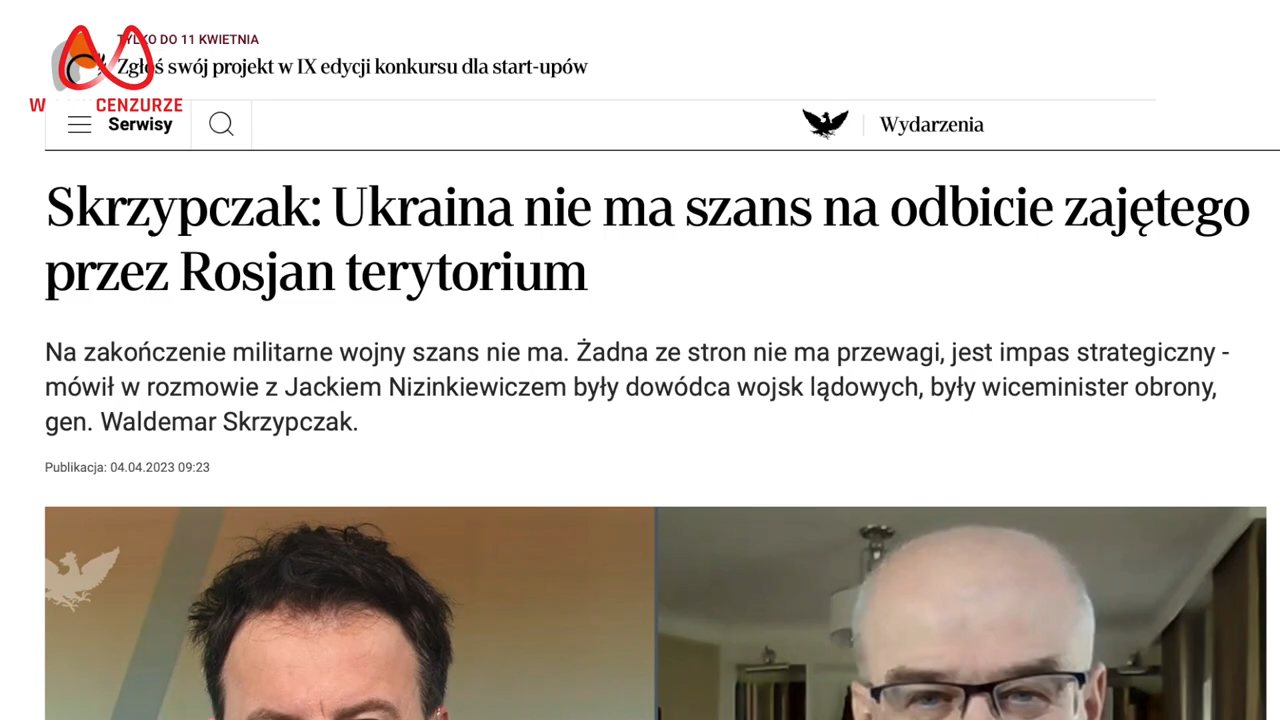 TYLKO DO 11 KWIETNIA
Zgłoś swój projekt w IX edycji konkursu dla start-upów
W CENZURZE
Serwisy
Wydarzenia
Skrzypczak: Ukraina nie ma szans na odbicie zajętego
przez Rosjan terytorium
Na zakończenie militarne wojny szans nie ma. Żadna ze stron nie ma przewagi, jest impas strategiczny -
mówił w rozmowie z Jackiem Nizinkiewiczem były dowódca wojsk lądowych, były wiceminister obrony,
gen. Waldemar Skrzypczak.
Publikacja: 04.04.2023 09:23